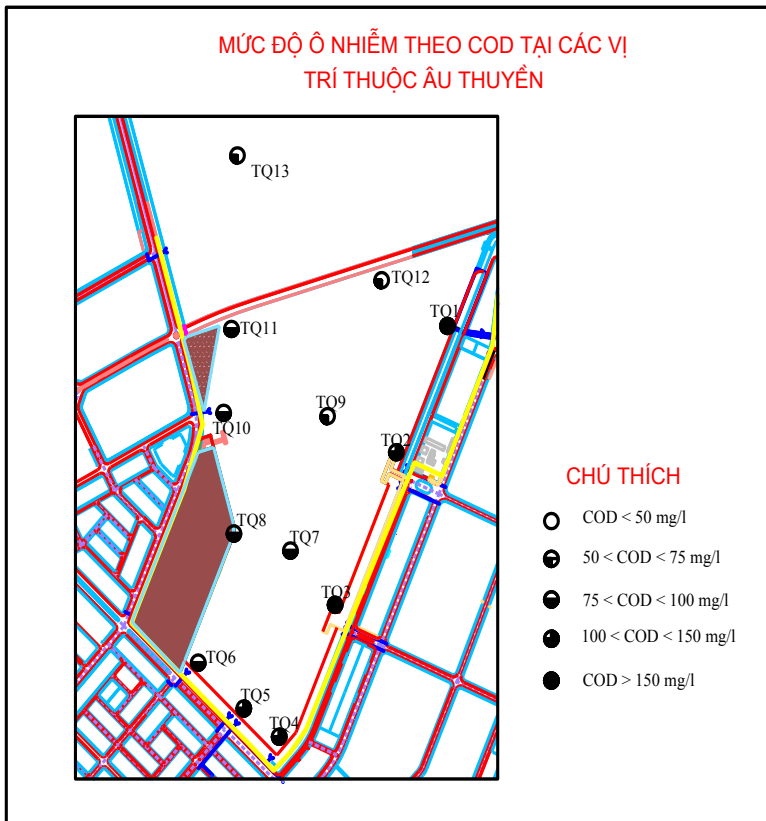 MỨC ĐỘ Ô NHIỄM THEO COD TẠI CÁC VỊ
TRÍ THUỘC ÂU THUYỀN
TQ13
TQ12
TQ1
TQ11
TQ9
TQ10
TQ2
TQ8
TQ7
TQ3
TQ6
TQ5
TQ4
CHÚ THÍCH
COD < 50 mg/l
50 < COD < 75 mg/l
75 < COD < 100 mg/l
100 < COD < 150 mg/l
COD > 150 mg/l